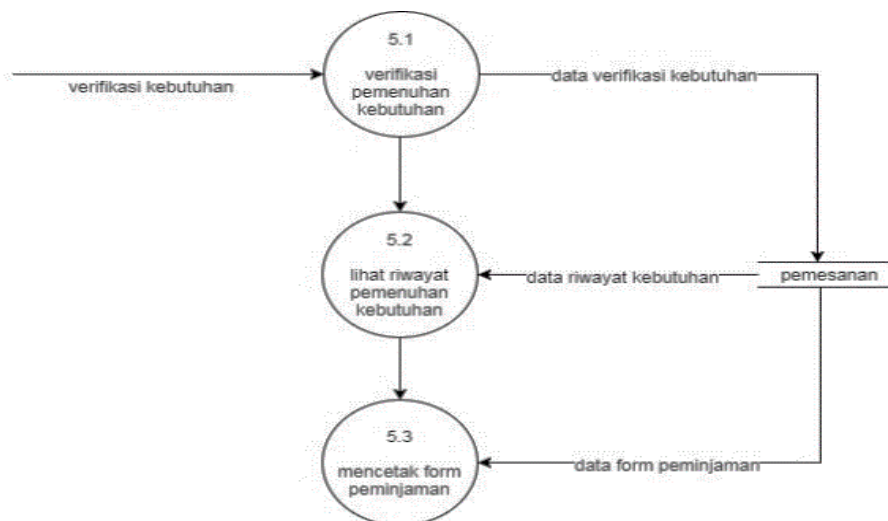 5.1
verifikasi
pemenuhan
kebutuhan
verifikasi kebutuhan
data verifikasi kebutuhan
5.2
lihat riwayat
pemenuhan
kebutuhan
data riwayat kebutuhan
pemesanan
5.3
mencetak form
peminjaman
data form peminjaman